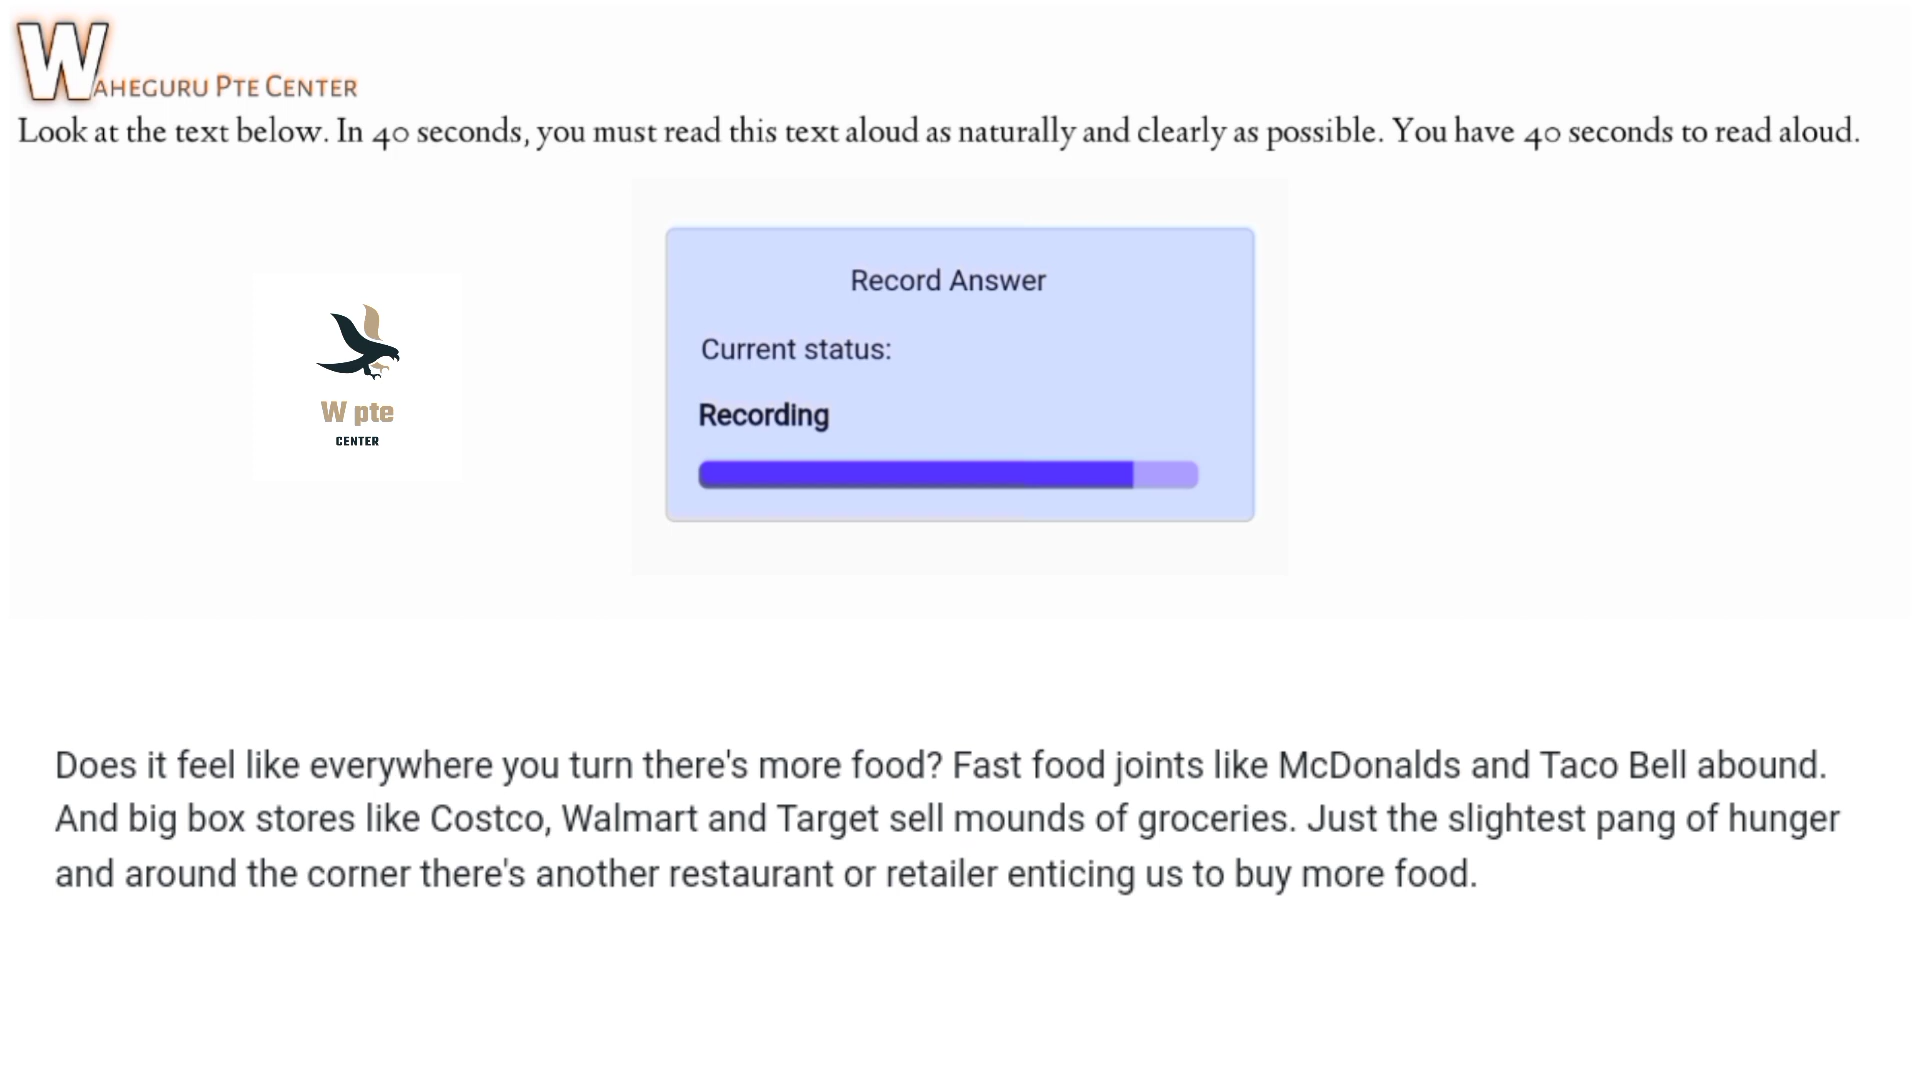 WAHEGURU PTE CENTER
Look at the text below. In 40 seconds, you must read this text aloud as naturally and clearly as possible. You have 40 seconds to read aloud.
Record Answer
Current status:
Recording
W pte
CENTER
Does it feel like everywhere you turn there's more food? Fast food joints like McDonalds and Taco Bell abound.
And big box stores like Costco, Walmart and Target sell mounds of groceries. Just the slightest pang of hunger
and around the corner there's another restaurant or retailer enticing us to buy more food.